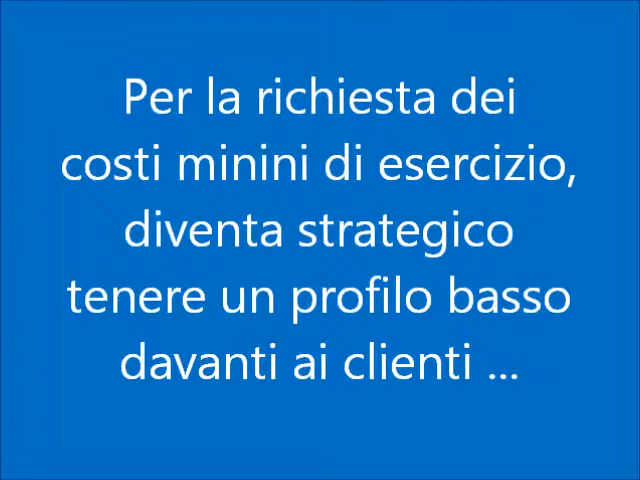 Per la richiesta dei
costi minini di esercizio,
diventa strategico
tenere un profilo basso
davanti ai clienti ...